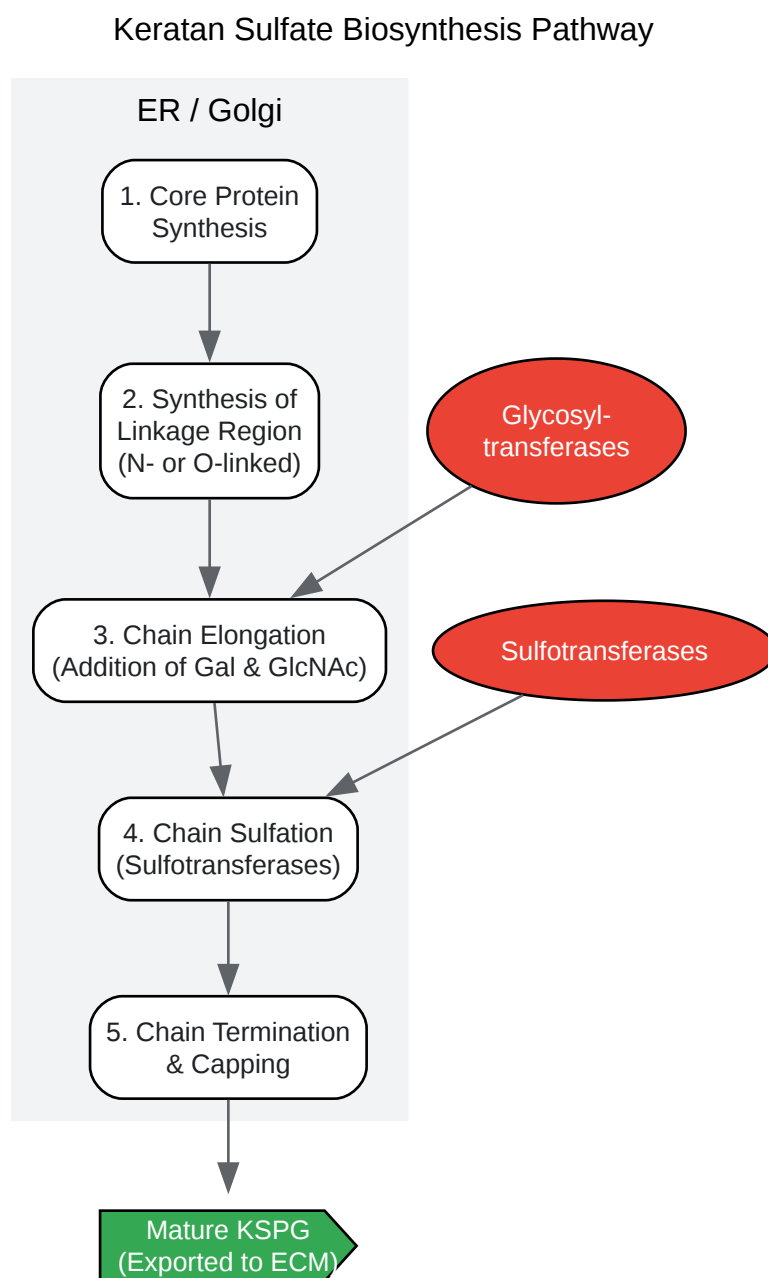 Keratan Sulfate Biosynthesis Pathway
ER / Golgi
1. Core Protein
Synthesis
2. Synthesis of
Linkage Region
(N- or O-linked)
Glycosyl-
transferases
3. Chain Elongation
(Addition of Gal & GlcNAc)
Sulfotransferases
4. Chain Sulfation
(Sulfotransferases)
5. Chain Termination
& Capping
Mature KSPG
(Exported to ECM)